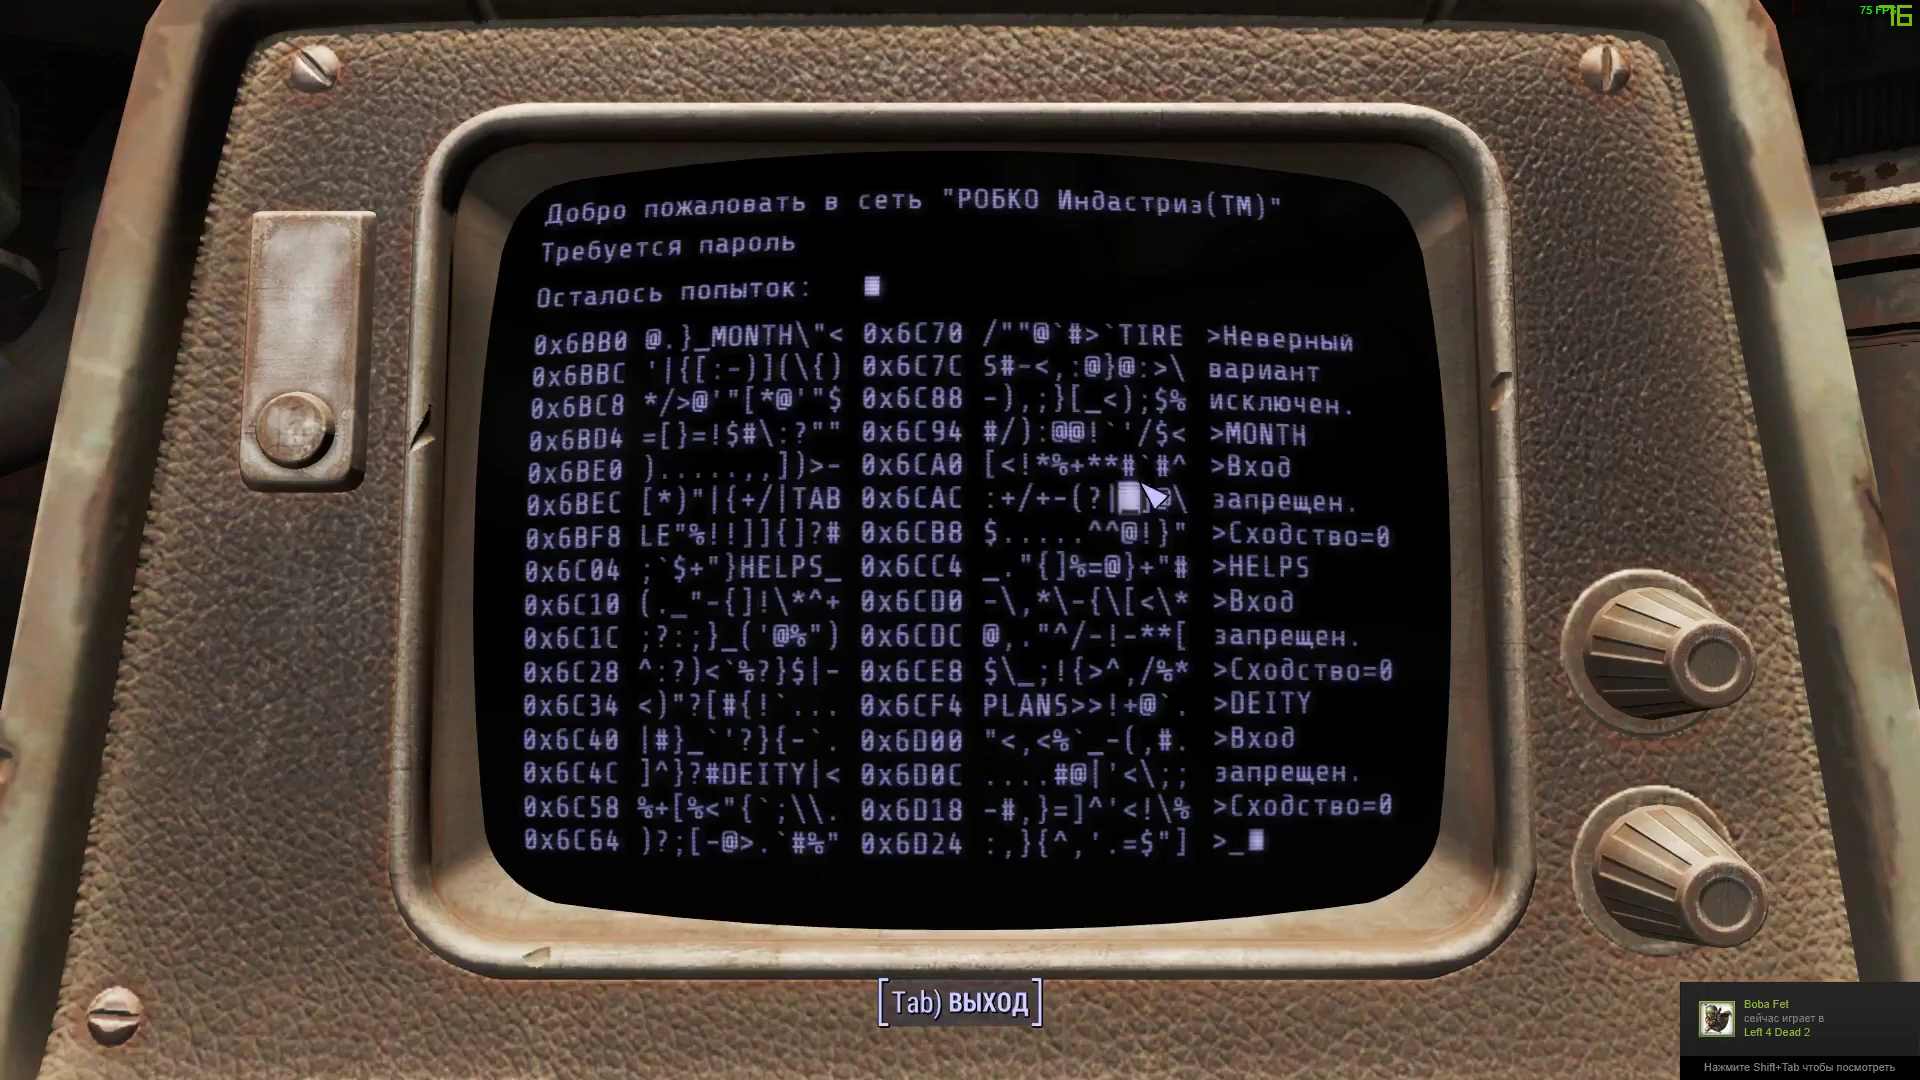 75 FPS
76
Добро пожаловать в сеть "РОБКО Индастриз(ТМ)"
Требуется пароль
Осталось попыток:
0x6BB0 @.}_MONTH\"< 0x6C70 /""@`#>`TIRE >Неверный
0x6BBC '|{[:-)](\{) 0x6C7C S#-<,:@}@:>\ вариант
0x6BC8 */>@'"[*@'"$ 0x6C88 -),;}[_<);$% исключен.
0x6BD4 =[}=!$#\:?"" 0x6C94 #/):@@!`'/$< >MONTH
0x6BE0 )......,,])>- 0x6CA0 [<!*%+**#`#^ >Вход
0x6BEC [*)"|{+/|TAB 0x6CAC :+/+-(?| @\ запрещен.
0x6BF8 LE"%!!]]{]?# 0x6CB8 $.....^^@!}" >Сходство=0
0x6C04 ;`$+"}HELPS_ 0x6CC4 _."{]%=@}+"# >HELPS
0x6C10 (._"-{]!\*^+ 0x6CD0 -\,*\-{\[<\* >Вход
0x6C1C ;?:;}_('@%") 0x6CDC @,."^/-!-**[ запрещен.
0x6C28 ^:?)<`%?}$|- 0x6CE8 $\_;!{>^,/%* >Сходство=0
0x6C34 <)"?[#{!`... 0x6CF4 PLANS>>!+@`. >DEITY
0x6C40 |#}_`'?}{-`. 0x6D00 "<,<%`_-(,#. >Вход
0x6C4C ]^}?#DEITY|< 0x6D0C ....#@|'<\;; запрещен.
0x6C58 %+[%<"{`;\\. 0x6D18 -#,}=]^'<!\% >Сходство=0
0x6C64 )?;[-@>.`#%" 0x6D24 :,}{^,'.=$"] >_
[Tab) ВЫХОД]
Boba Fet
сейчас играет в
Left 4 Dead 2
Нажмите Shift+Tab чтобы посмотреть